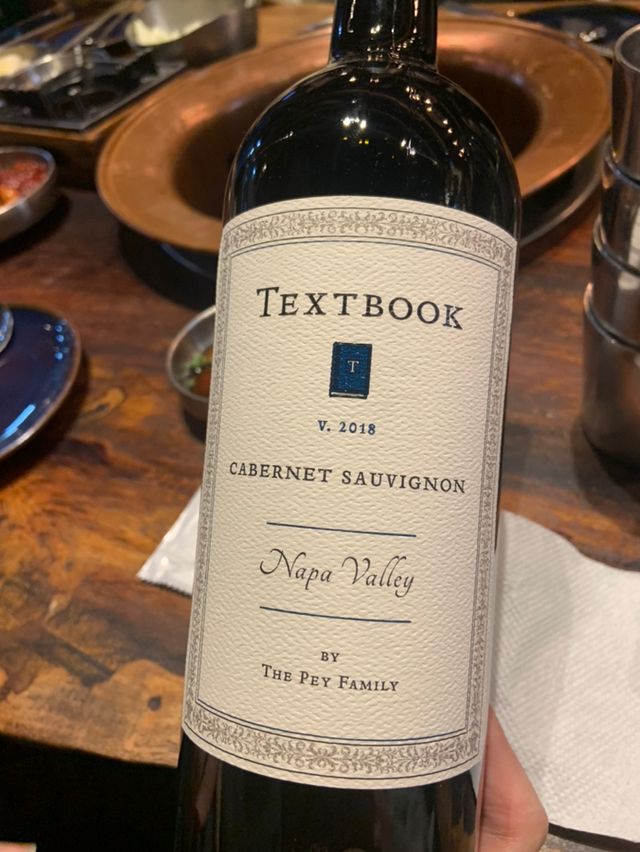 TEXTBOOK
T
V. 2018
CABERNET SAUVIGNON
Napa Valley
BY
THE PEY FAMILY